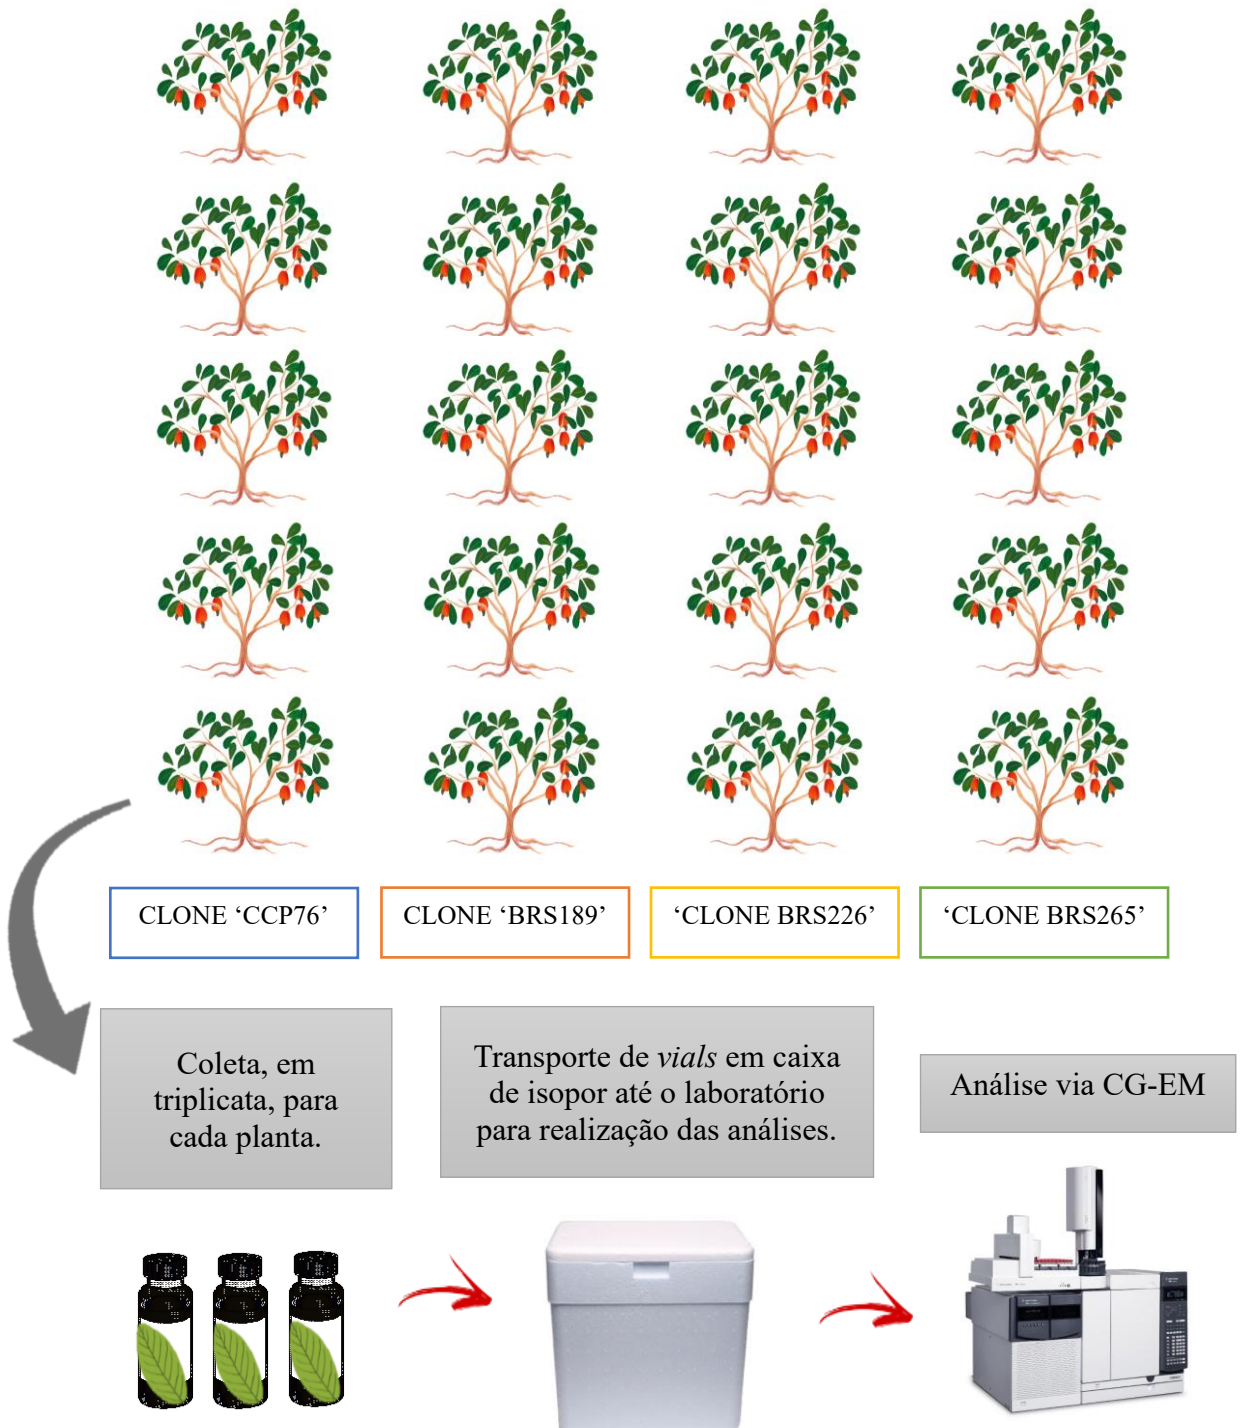 CLONE ‘CCP76’
CLONE ‘BRS189’
‘CLONE BRS226’
‘CLONE BRS265’
Coleta, em
triplicata, para
cada planta.
Transporte de vials em caixa
de isopor até o laboratório
para realização das análises.
Análise via CG-EM